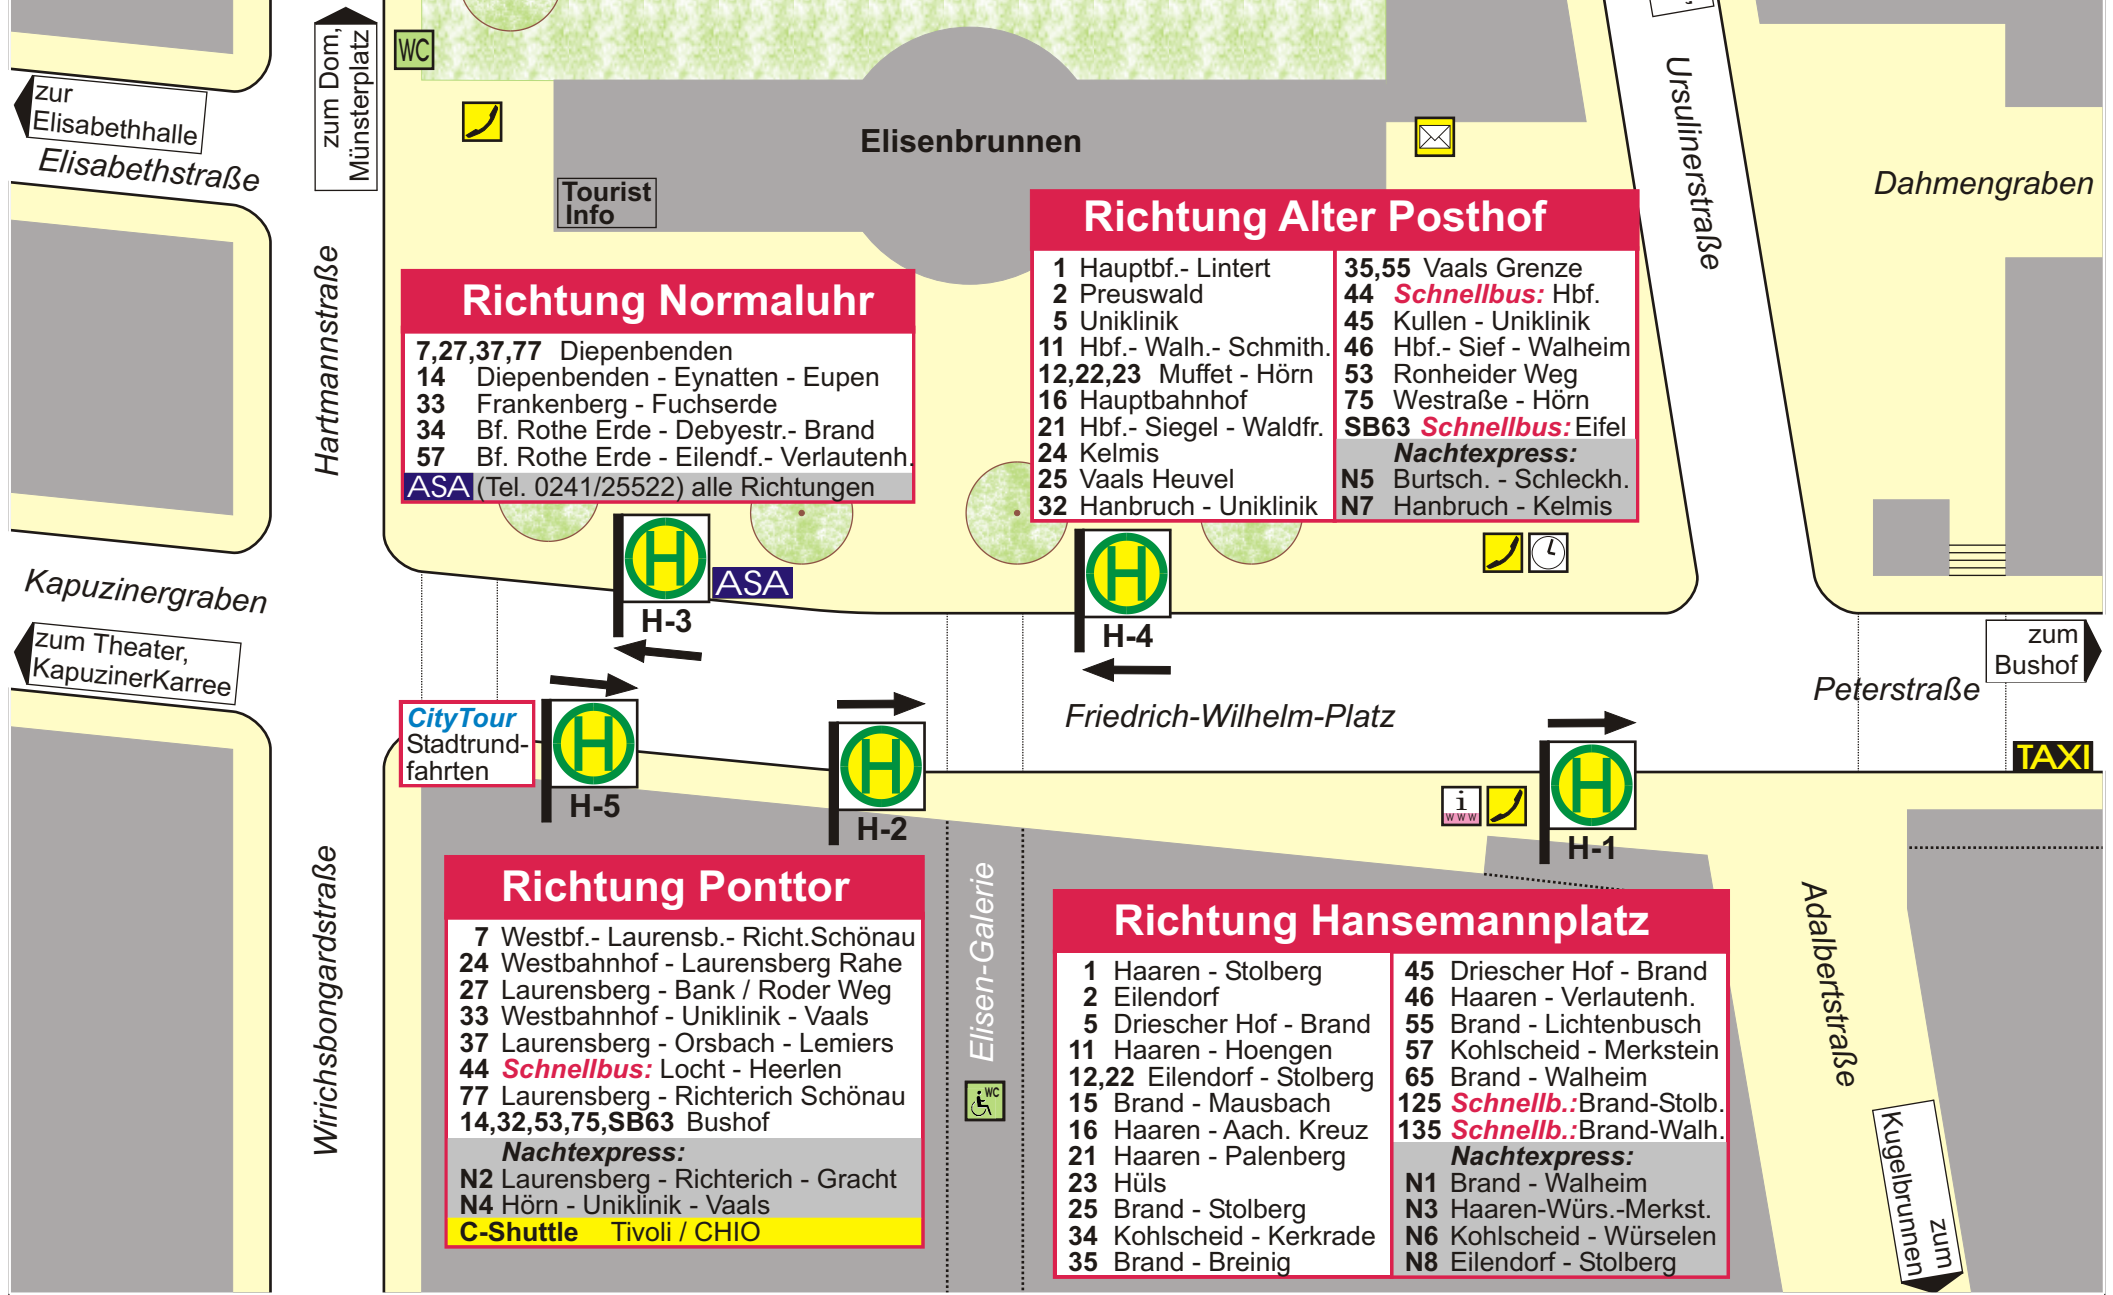 zum Dom,
Münsterplatz
WC
zur
Elisabethhalle
Elisabethstraße
Elisenbrunnen
Tourist
Info
Ursulinerstraße
Dahmengraben
Hartmannstraße
Richtung Normaluhr
7,27,37,77 Diepenbenden
14 Diepenbenden - Eynatten - Eupen
33 Frankenberg - Fuchserde
34 Bf. Rothe Erde - Debyestr.- Brand
57 Bf. Rothe Erde - Eilendf.- Verlautenh.
ASA (Tel. 0241/25522) alle Richtungen
Richtung Alter Posthof
1 Hauptbf.- Lintert
2 Preuswald
5 Uniklinik
11 Hbf.- Walh.- Schmith.
12,22,23 Muffet - Hörn
16 Hauptbahnhof
21 Hbf.- Siegel - Waldfr.
24 Kelmis
25 Vaals Heuvel
32 Hanbruch - Uniklinik
35,55 Vaals Grenze
44 Schnellbus: Hbf.
45 Kullen - Uniklinik
46 Hbf.- Sief - Walheim
53 Ronheider Weg
75 Westraße - Hörn
SB63 Schnellbus: Eifel
Nachtexpress:
N5 Burtsch. - Schleckh.
N7 Hanbruch - Kelmis
H
ASA
H-3
H
H-4
Kapuzinergraben
zum Theater,
KapuzinerKarree
zum
Bushof
Peterstraße
Friedrich-Wilhelm-Platz
TAXI
CityTour
Stadtrund-
fahrten
H
H-5
H
H-2
i
www
H
H-1
Wirichsbongardstraße
Elisen-Galerie
WC
Adalbertstraße
zum
Kugelbrunnen
Richtung Ponttor
7 Westbf.- Laurensb.- Richt.Schönau
24 Westbahnhof - Laurensberg Rahe
27 Laurensberg - Bank / Roder Weg
33 Westbahnhof - Uniklinik - Vaals
37 Laurensberg - Orsbach - Lemiers
44 Schnellbus: Locht - Heerlen
77 Laurensberg - Richterich Schönau
14,32,53,75,SB63 Bushof
Nachtexpress:
N2 Laurensberg - Richterich - Gracht
N4 Hörn - Uniklinik - Vaals
C-Shuttle Tivoli / CHIO
Richtung Hansemannplatz
1 Haaren - Stolberg
2 Eilendorf
5 Driescher Hof - Brand
11 Haaren - Hoengen
12,22 Eilendorf - Stolberg
15 Brand - Mausbach
16 Haaren - Aach. Kreuz
21 Haaren - Palenberg
23 Hüls
25 Brand - Stolberg
34 Kohlscheid - Kerkrade
35 Brand - Breinig
45 Driescher Hof - Brand
46 Haaren - Verlautenh.
55 Brand - Lichtenbusch
57 Kohlscheid - Merkstein
65 Brand - Walheim
125 Schnellb.:Brand-Stolb.
135 Schnellb.:Brand-Walh.
Nachtexpress:
N1 Brand - Walheim
N3 Haaren-Würs.-Merkst.
N6 Kohlscheid - Würselen
N8 Eilendorf - Stolberg